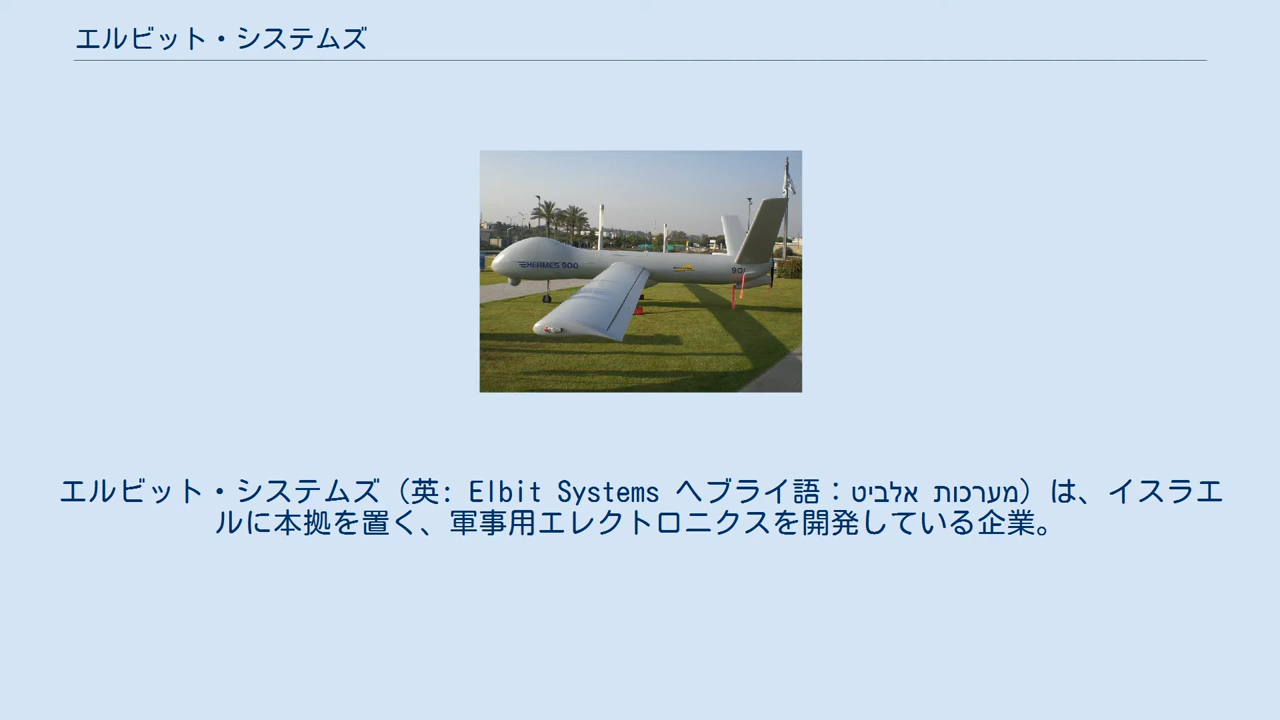 エルビット・システムズ
HERMES 900
エルビット・システムズ（英: Elbit Systems ヘブライ語：מערכות אלביט）は、イスラエ
ルに本拠を置く、軍事用エレクトロニクスを開発している企業。